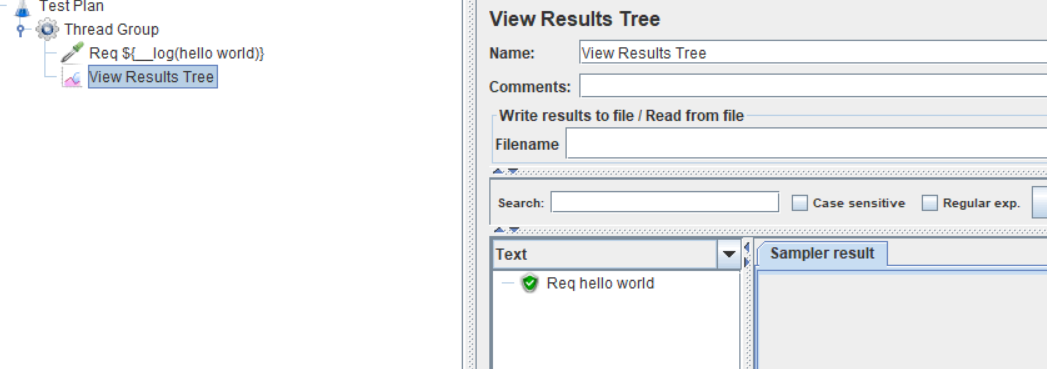 Test Plan
Thread Group
Req ${__log(hello world)}
View Results Tree
View Results Tree
Name: View Results Tree
Comments:
Write results to file / Read from file
Filename
Search: Case sensitive Regular exp.
Text Sampler result
Req hello world